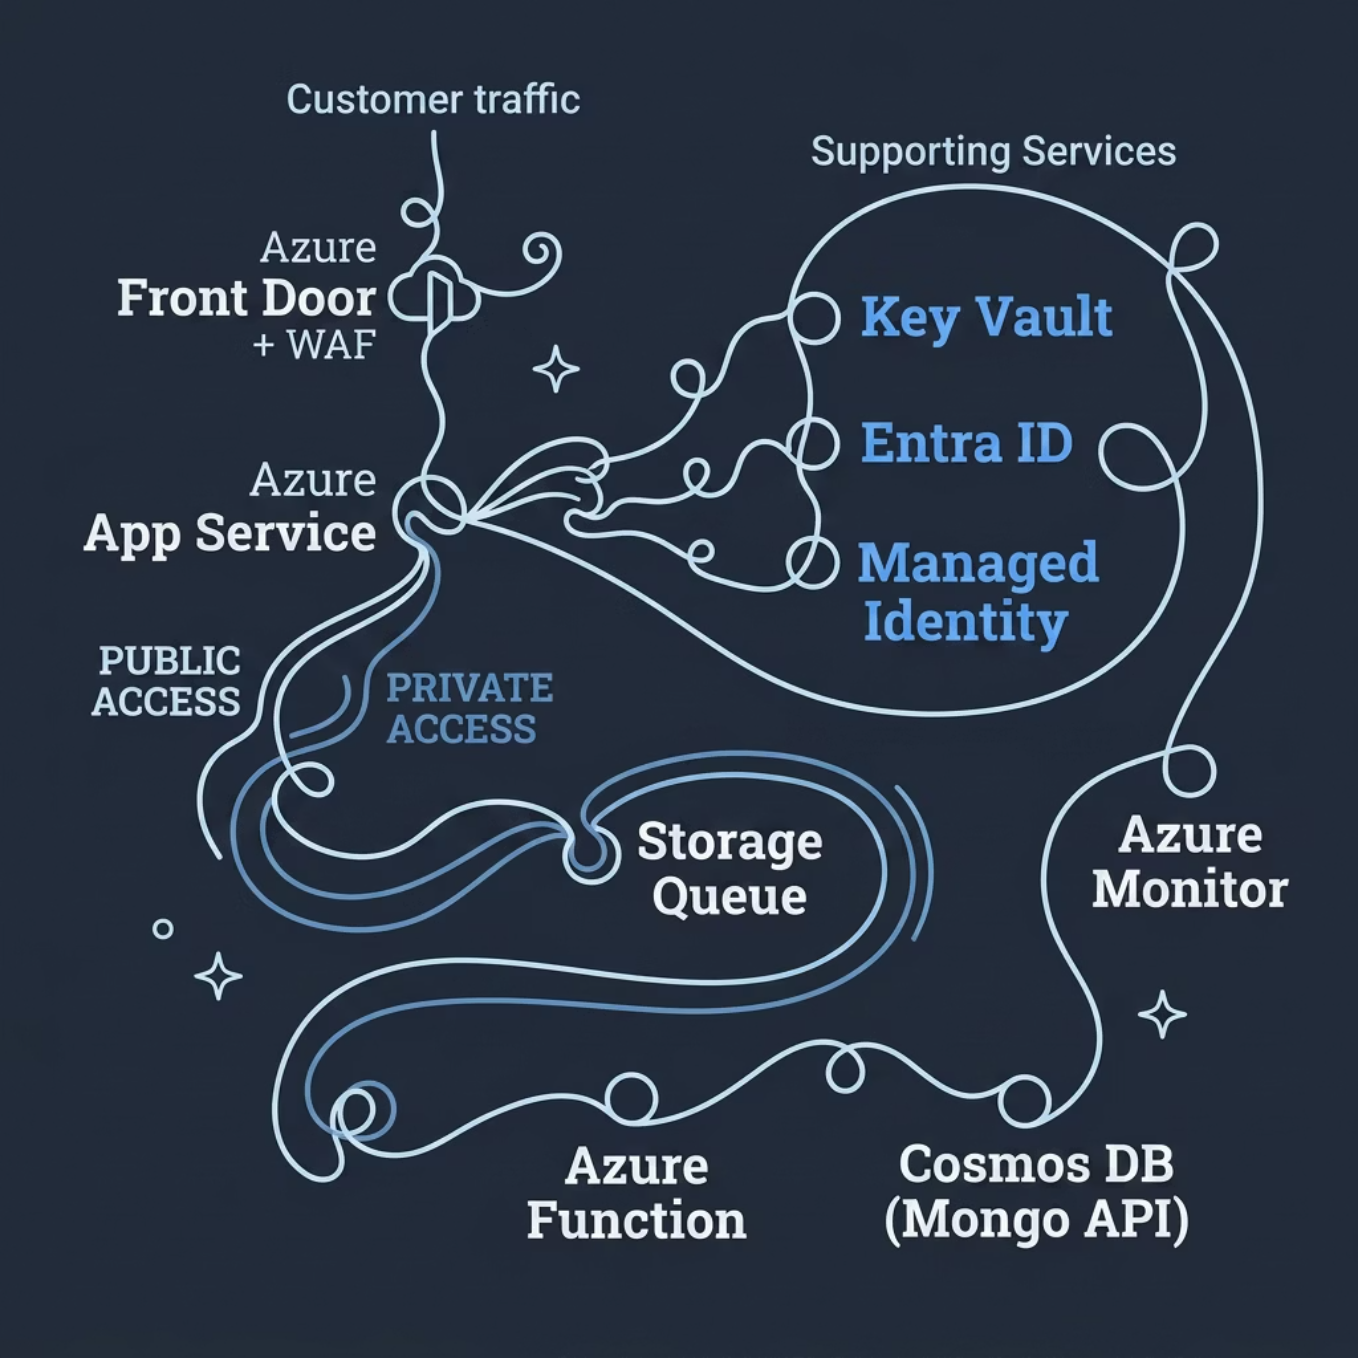 Customer traffic
Supporting Services
Azure
Front Door
+ WAF
Key Vault
Entra ID
Managed
Identity
Azure
App Service
PUBLIC
ACCESS
PRIVATE
ACCESS
Storage
Queue
Azure
Monitor
Azure
Function
Cosmos DB
(Mongo API)